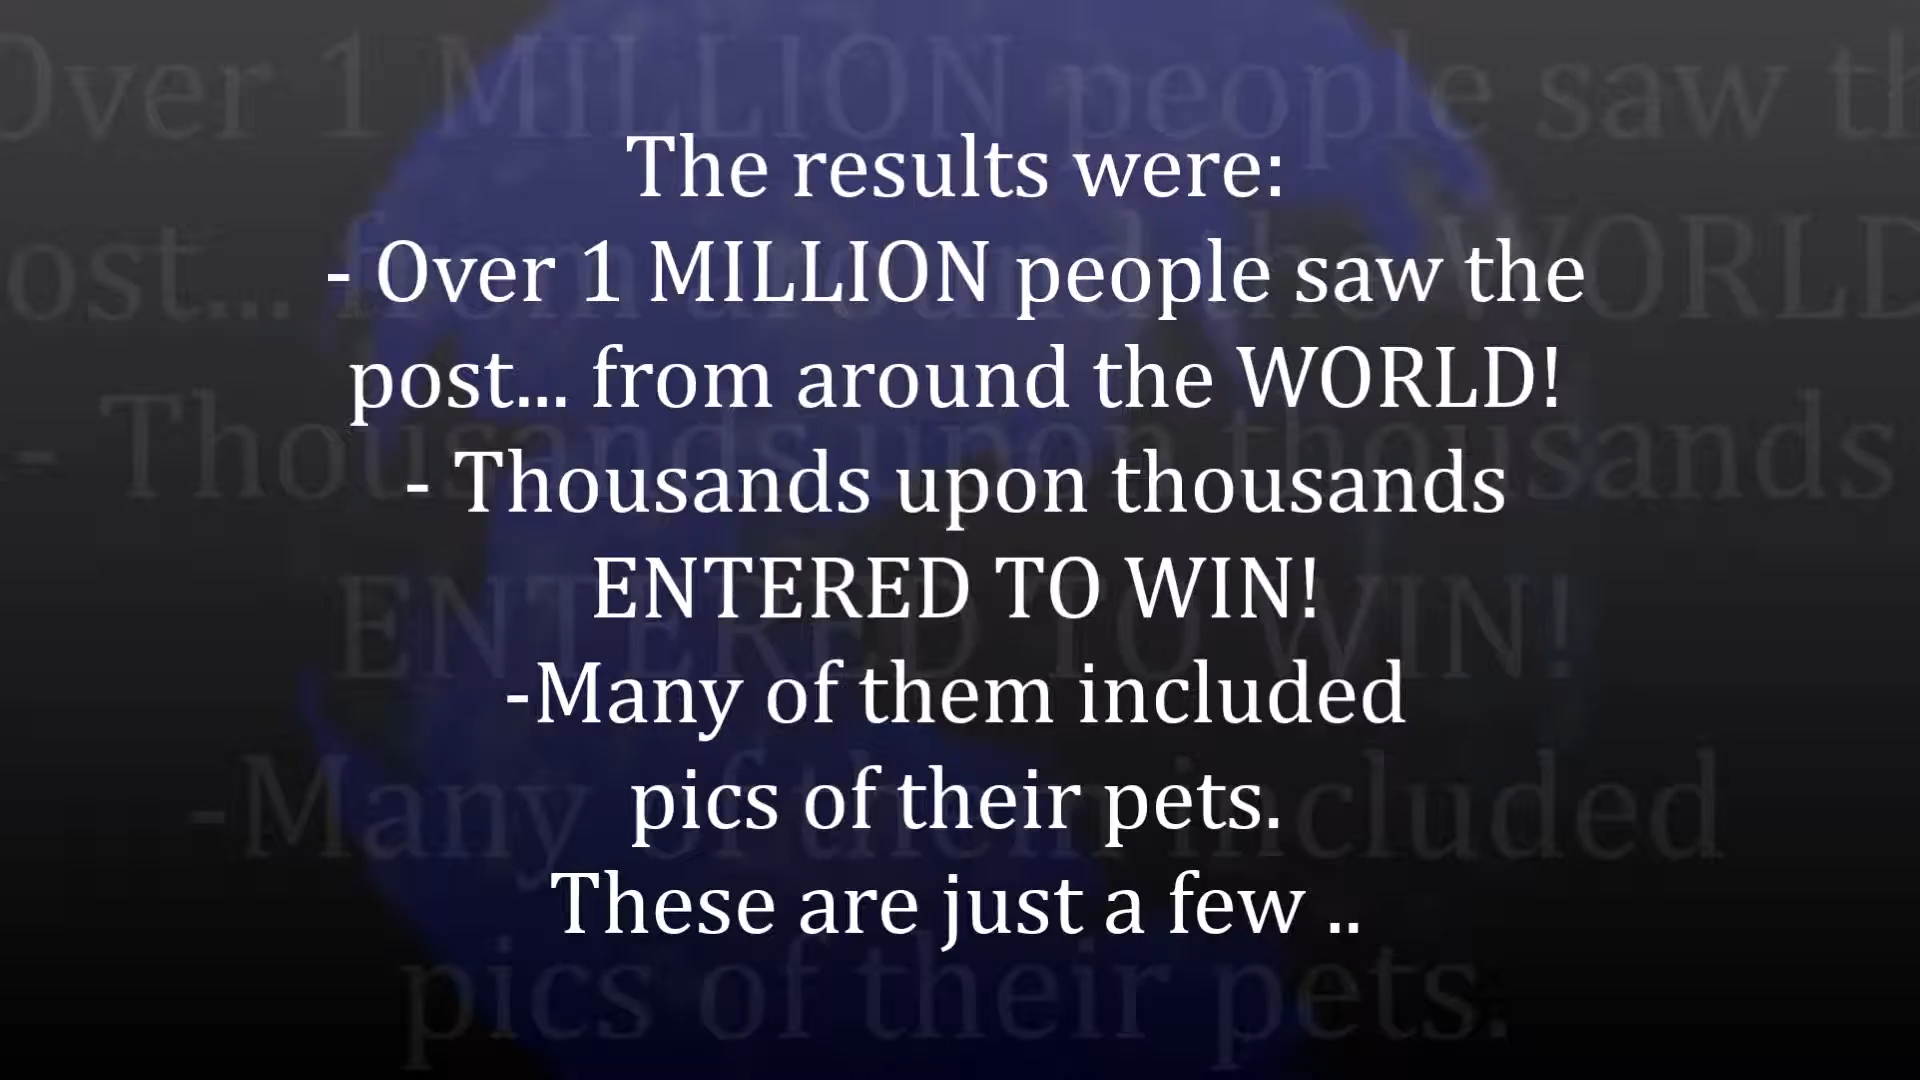 The results were:
- Over 1 MILLION people saw the
post... from around the WORLD!
- Thousands upon thousands
ENTERED TO WIN!
-Many of them included
pics of their pets.
These are just a few ..